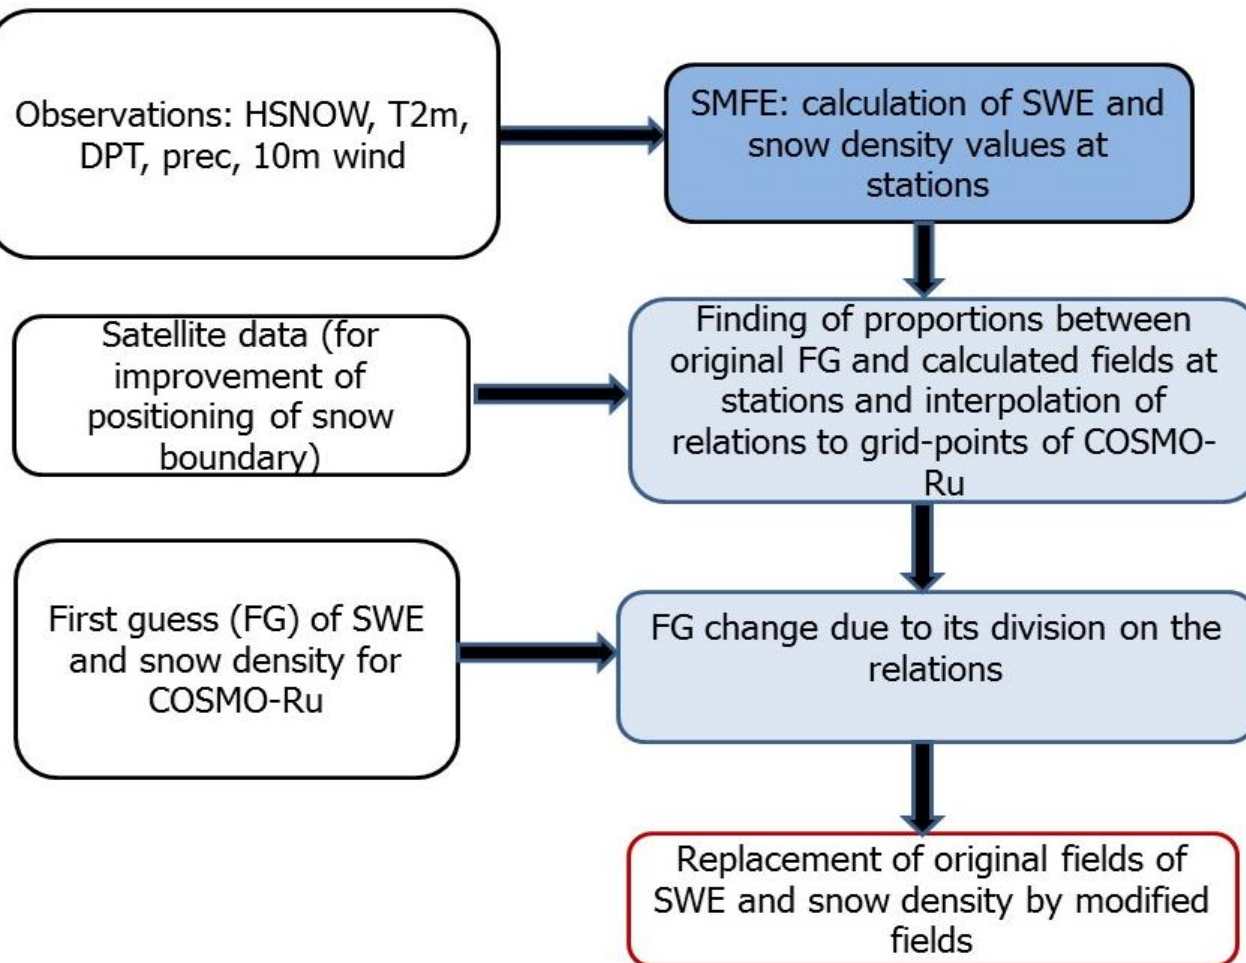 Observations: HSNOW, T2m,
DPT, prec, 10m wind
SMFE: calculation of SWE and
snow density values at
stations
Satellite data (for
improvement of
positioning of snow
boundary)
Finding of proportions between
original FG and calculated fields at
stations and interpolation of
relations to grid-points of COSMO-
Ru
First guess (FG) of SWE
and snow density for
COSMO-Ru
FG change due to its division on the
relations
Replacement of original fields of
SWE and snow density by modified
fields